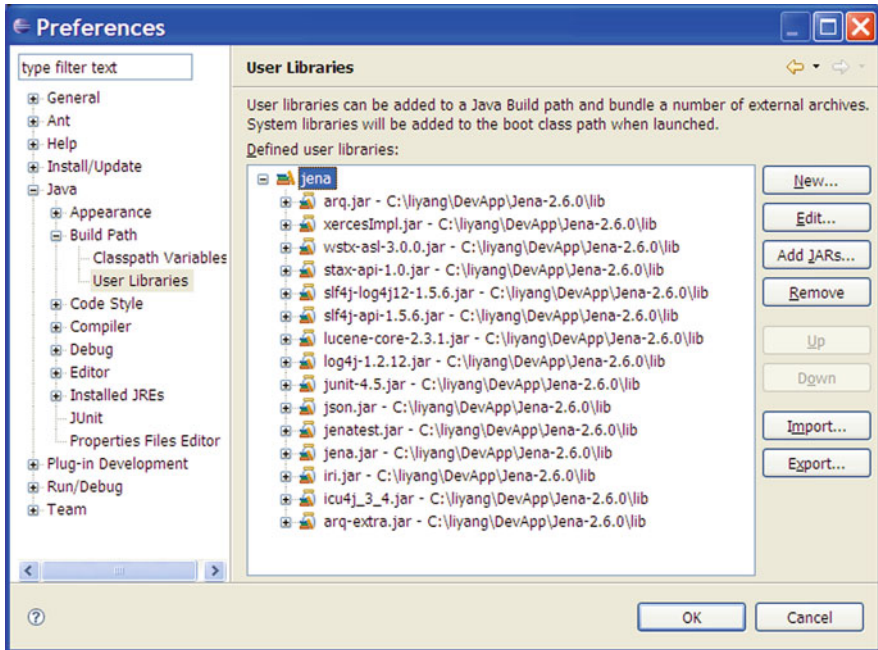 Preferences
type filter text
General
Ant
Help
Install/Update
Java
Appearance
Build Path
Classpath Variables
User Libraries
Code Style
Compiler
Debug
Editor
Installed JREs
JUnit
Properties Files Editor
Plug-in Development
Run/Debug
Team
User Libraries
User libraries can be added to a Java Build path and bundle a number of external archives.
System libraries will be added to the boot class path when launched.
Defined user libraries:
jena
arq.jar - C:\liyang\DevApp\Jena-2.6.0\lib
xercesImpl.jar - C:\liyang\DevApp\Jena-2.6.0\lib
wstx-asl-3.0.0.jar - C:\liyang\DevApp\Jena-2.6.0\lib
stax-api-1.0.jar - C:\liyang\DevApp\Jena-2.6.0\lib
slf4j-log4j12-1.5.6.jar - C:\liyang\DevApp\Jena-2.6.0\lib
slf4j-api-1.5.6.jar - C:\liyang\DevApp\Jena-2.6.0\lib
lucene-core-2.3.1.jar - C:\liyang\DevApp\Jena-2.6.0\lib
log4j-1.2.12.jar - C:\liyang\DevApp\Jena-2.6.0\lib
junit-4.5.jar - C:\liyang\DevApp\Jena-2.6.0\lib
json.jar - C:\liyang\DevApp\Jena-2.6.0\lib
jenatest.jar - C:\liyang\DevApp\Jena-2.6.0\lib
jena.jar - C:\liyang\DevApp\Jena-2.6.0\lib
iri.jar - C:\liyang\DevApp\Jena-2.6.0\lib
icu4j_3_4.jar - C:\liyang\DevApp\Jena-2.6.0\lib
arq-extra.jar - C:\liyang\DevApp\Jena-2.6.0\lib
New...
Edit...
Add JARs...
Remove
Up
Down
Import...
Export...
OK
Cancel